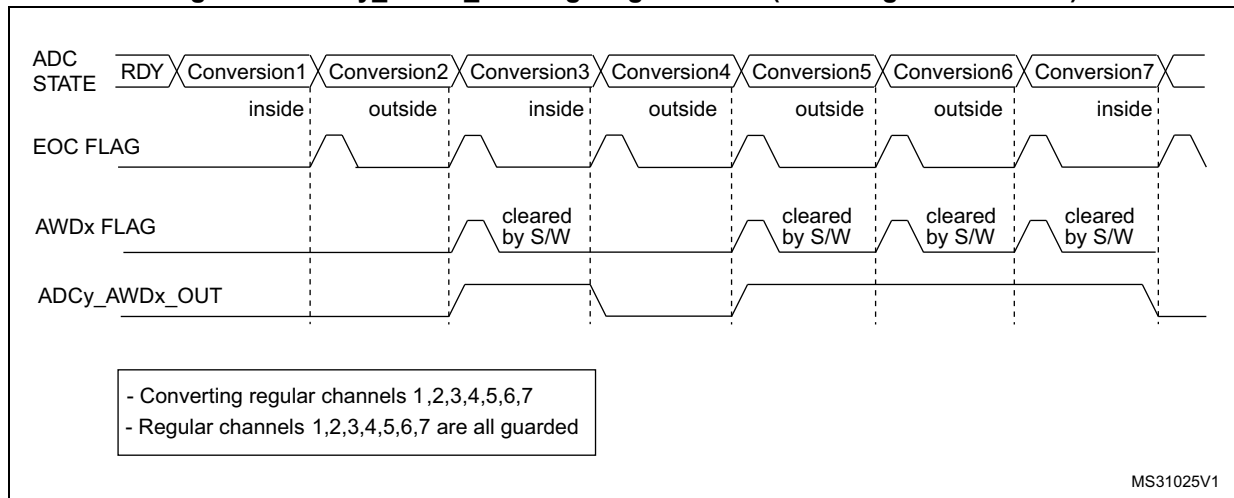 ADC
STATE
RDY Conversion1 Conversion2 Conversion3 Conversion4 Conversion5 Conversion6 Conversion7
inside outside inside outside outside outside inside
EOC FLAG
AWDx FLAG
cleared by S/W cleared by S/W cleared by S/W cleared by S/W
ADCy_AWDx_OUT
- Converting regular channels 1,2,3,4,5,6,7
- Regular channels 1,2,3,4,5,6,7 are all guarded
MS31025V1